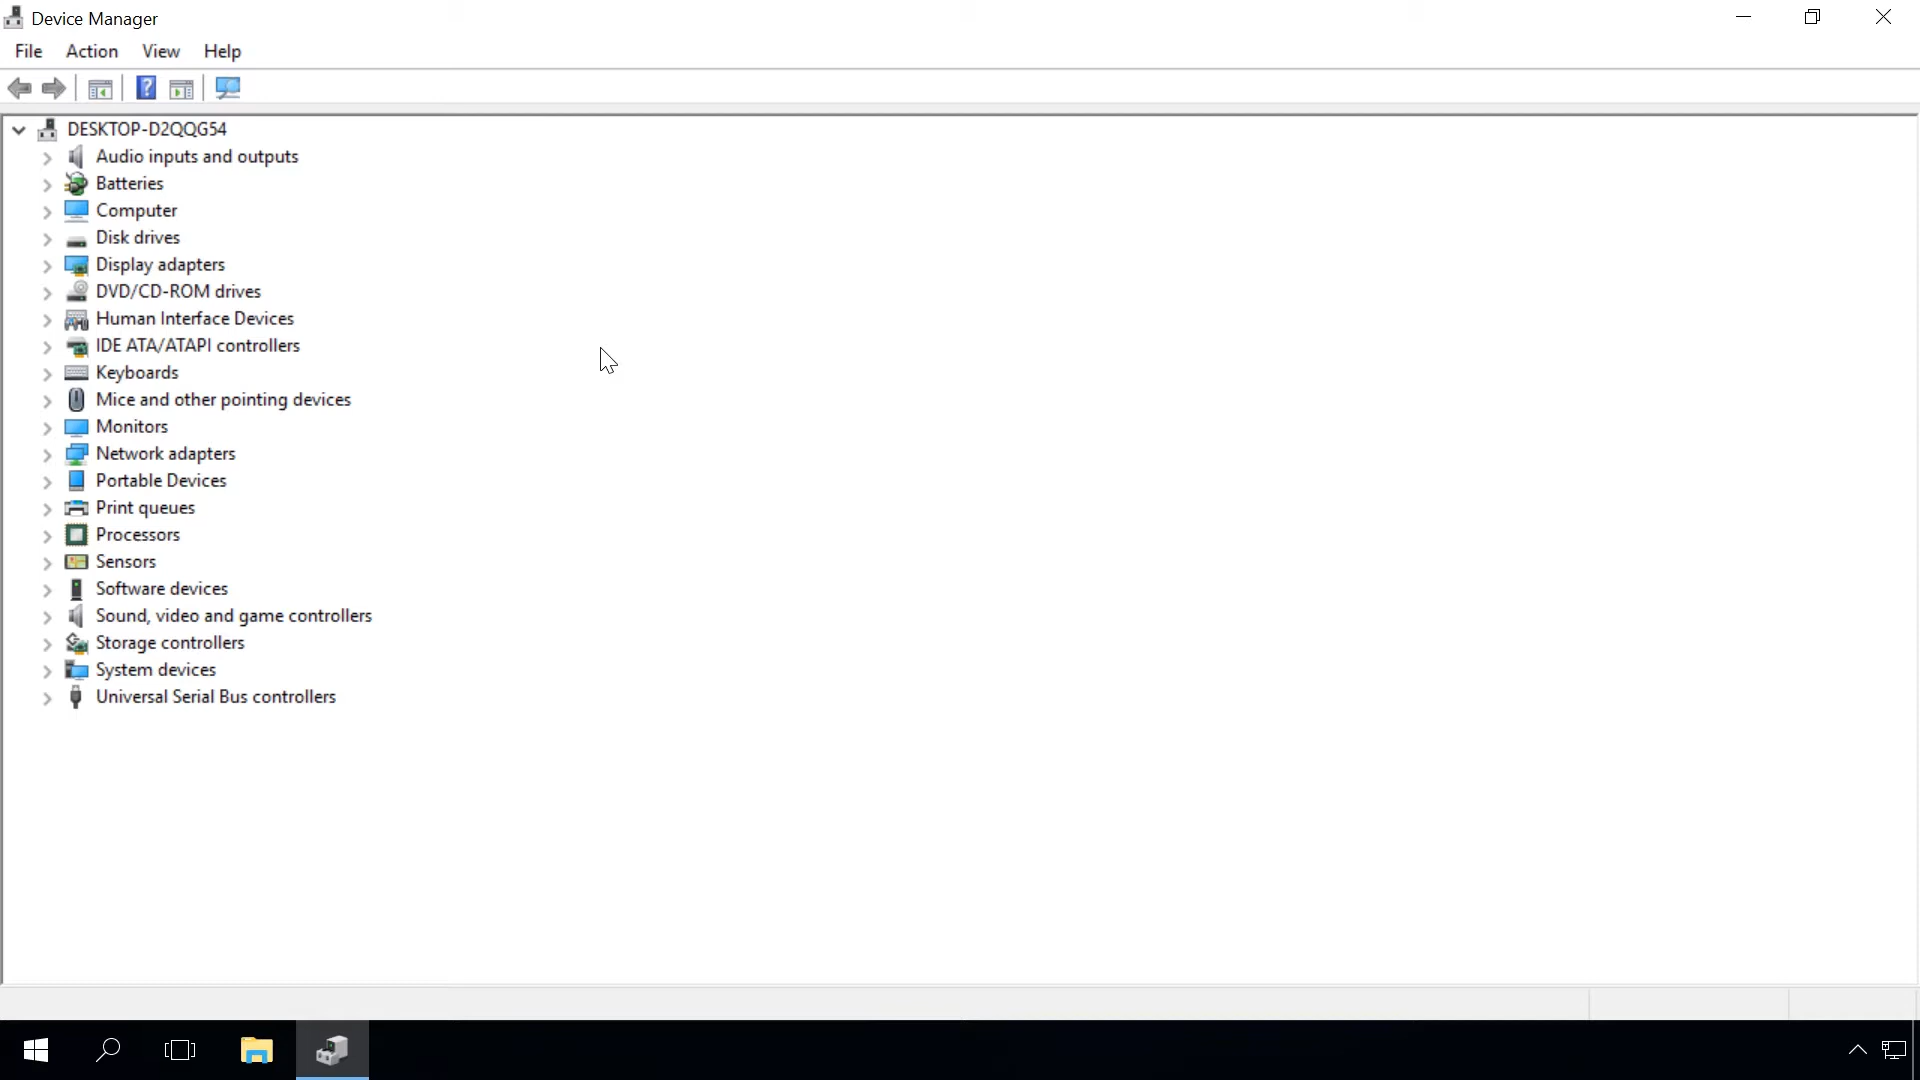 Device Manager
File Action View Help
DESKTOP-D2QQG54
Audio inputs and outputs
Batteries
Computer
Disk drives
Display adapters
DVD/CD-ROM drives
Human Interface Devices
IDE ATA/ATAPI controllers
Keyboards
Mice and other pointing devices
Monitors
Network adapters
Portable Devices
Print queues
Processors
Sensors
Software devices
Sound, video and game controllers
Storage controllers
System devices
Universal Serial Bus controllers